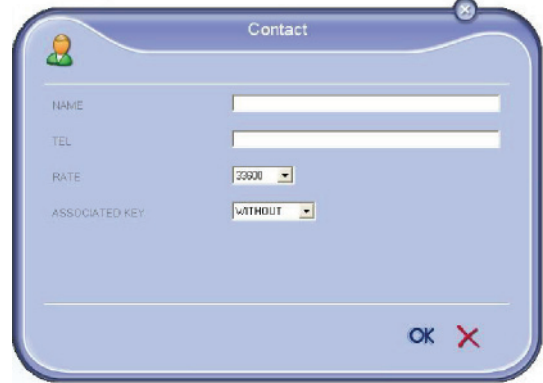 Contact
NAME
TEL
RATE 33600
ASSOCIATED KEY WITHOUT
OK